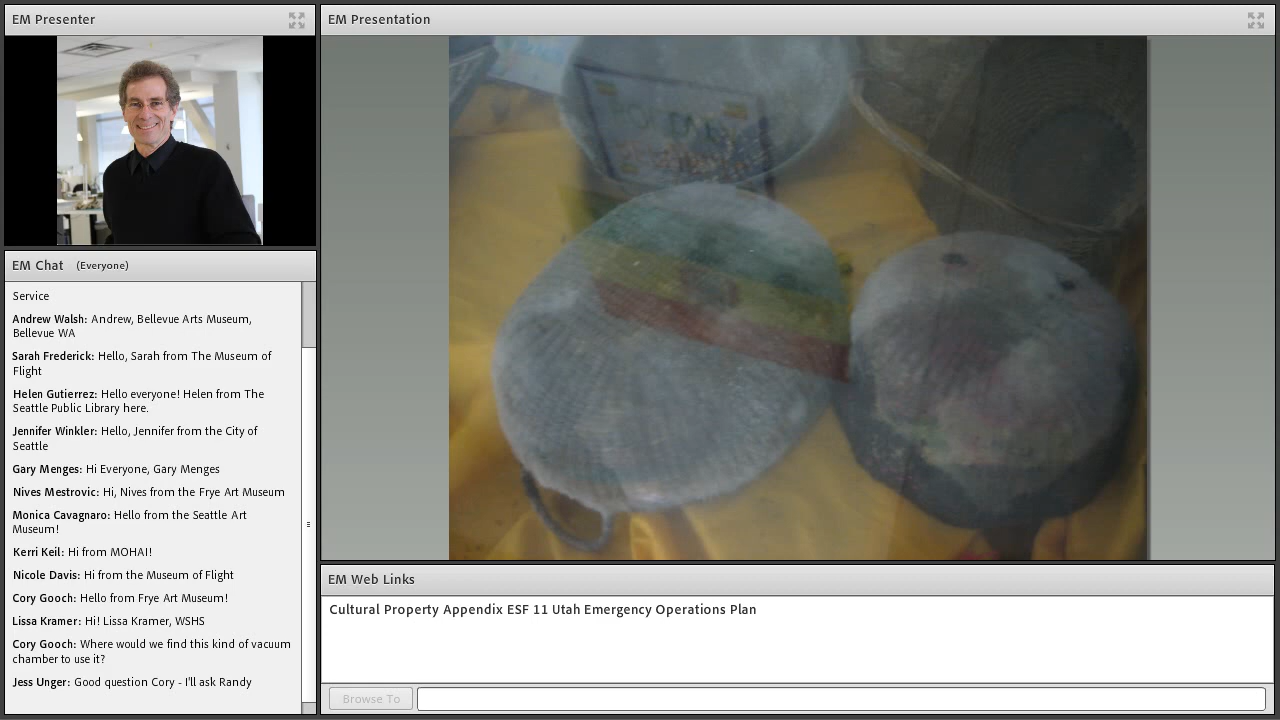 EM Presenter
EM Presentation
EM Chat (Everyone)
Service
Andrew Walsh: Andrew, Bellevue Arts Museum,
Bellevue WA
Sarah Frederick: Hello, Sarah from The Museum of
Flight
Helen Gutierrez: Hello everyone! Helen from The
Seattle Public Library here.
Jennifer Winkler: Hello, Jennifer from the City of
Seattle
Gary Menges: Hi Everyone, Gary Menges
Nives Mestrovic: Hi, Nives from the Frye Art Museum
Monica Cavagnaro: Hello from the Seattle Art
Museum!
Kerri Keil: Hi from MOHAI!
Nicole Davis: Hi from the Museum of Flight
Cory Gooch: Hello from Frye Art Museum!
Lissa Kramer: Hi! Lissa Kramer, WSHS
Cory Gooch: Where would we find this kind of vacuum
chamber to use it?
Jess Unger: Good question Cory - I'll ask Randy
EM Web Links
Cultural Property Appendix ESF 11 Utah Emergency Operations Plan
Browse To